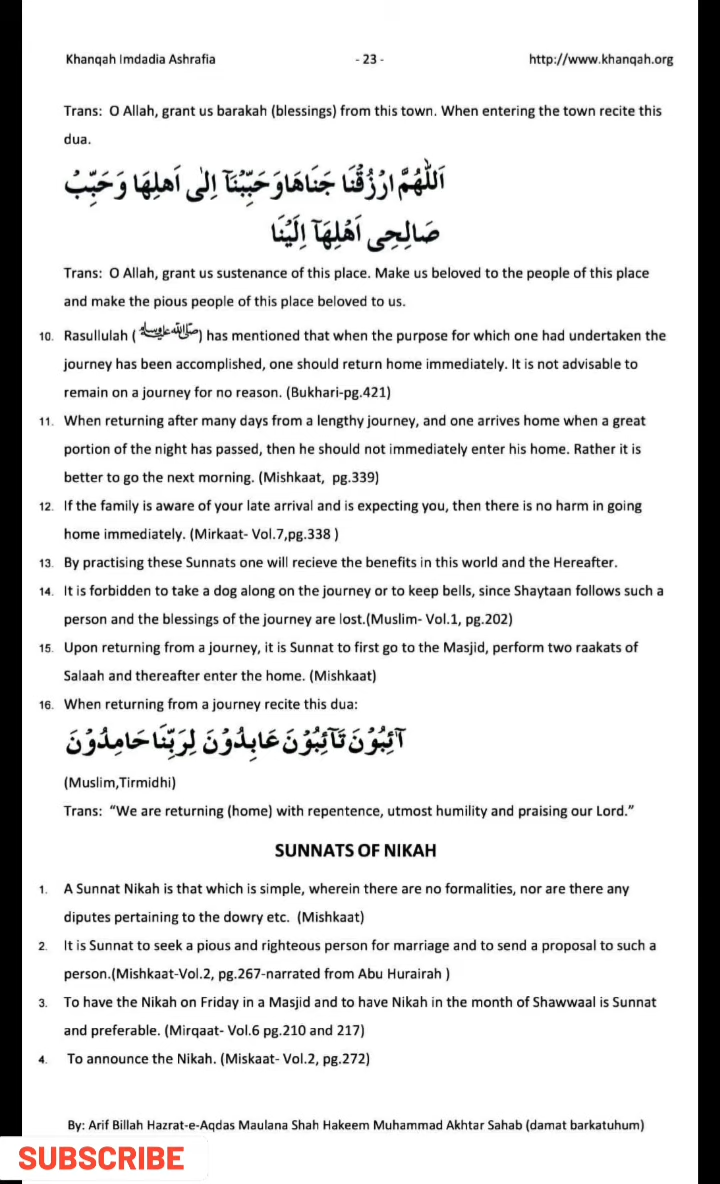 Khanqah Imdadia Ashrafia - 23 - http://www.khanqah.org
Trans: O Allah, grant us barakah (blessings) from this town. When entering the town recite this
dua.
اَللّٰهُمَّ ارْزُقْنَا جَنَاهَا وَحَبِّبْنَآ اِلٰى اَهْلِهَا وَحَبِّبْ
صَالِحِى اَهْلِهَآ اِلَيْنَا
Trans: O Allah, grant us sustenance of this place. Make us beloved to the people of this place
and make the pious people of this place beloved to us.
10. Rasullulah (ﷺ) has mentioned that when the purpose for which one had undertaken the
journey has been accomplished, one should return home immediately. It is not advisable to
remain on a journey for no reason. (Bukhari-pg.421)
11. When returning after many days from a lengthy journey, and one arrives home when a great
portion of the night has passed, then he should not immediately enter his home. Rather it is
better to go the next morning. (Mishkaat, pg.339)
12. If the family is aware of your late arrival and is expecting you, then there is no harm in going
home immediately. (Mirkaat- Vol.7,pg.338 )
13. By practising these Sunnats one will recieve the benefits in this world and the Hereafter.
14. It is forbidden to take a dog along on the journey or to keep bells, since Shaytaan follows such a
person and the blessings of the journey are lost.(Muslim- Vol.1, pg.202)
15. Upon returning from a journey, it is Sunnat to first go to the Masjid, perform two raakats of
Salaah and thereafter enter the home. (Mishkaat)
16. When returning from a journey recite this dua:
آئِبُوْنَ تَآئِبُوْنَ عَابِدُوْنَ لِرَبِّنَا حَامِدُوْنَ
(Muslim,Tirmidhi)
Trans: “We are returning (home) with repentence, utmost humility and praising our Lord.”
SUNNATS OF NIKAH
1. A Sunnat Nikah is that which is simple, wherein there are no formalities, nor are there any
diputes pertaining to the dowry etc. (Mishkaat)
2. It is Sunnat to seek a pious and righteous person for marriage and to send a proposal to such a
person.(Mishkaat-Vol.2, pg.267-narrated from Abu Hurairah )
3. To have the Nikah on Friday in a Masjid and to have Nikah in the month of Shawwaal is Sunnat
and preferable. (Mirqaat- Vol.6 pg.210 and 217)
4. To announce the Nikah. (Miskaat- Vol.2, pg.272)
By: Arif Billah Hazrat-e-Aqdas Maulana Shah Hakeem Muhammad Akhtar Sahab (damat barkatuhum)
SUBSCRIBE